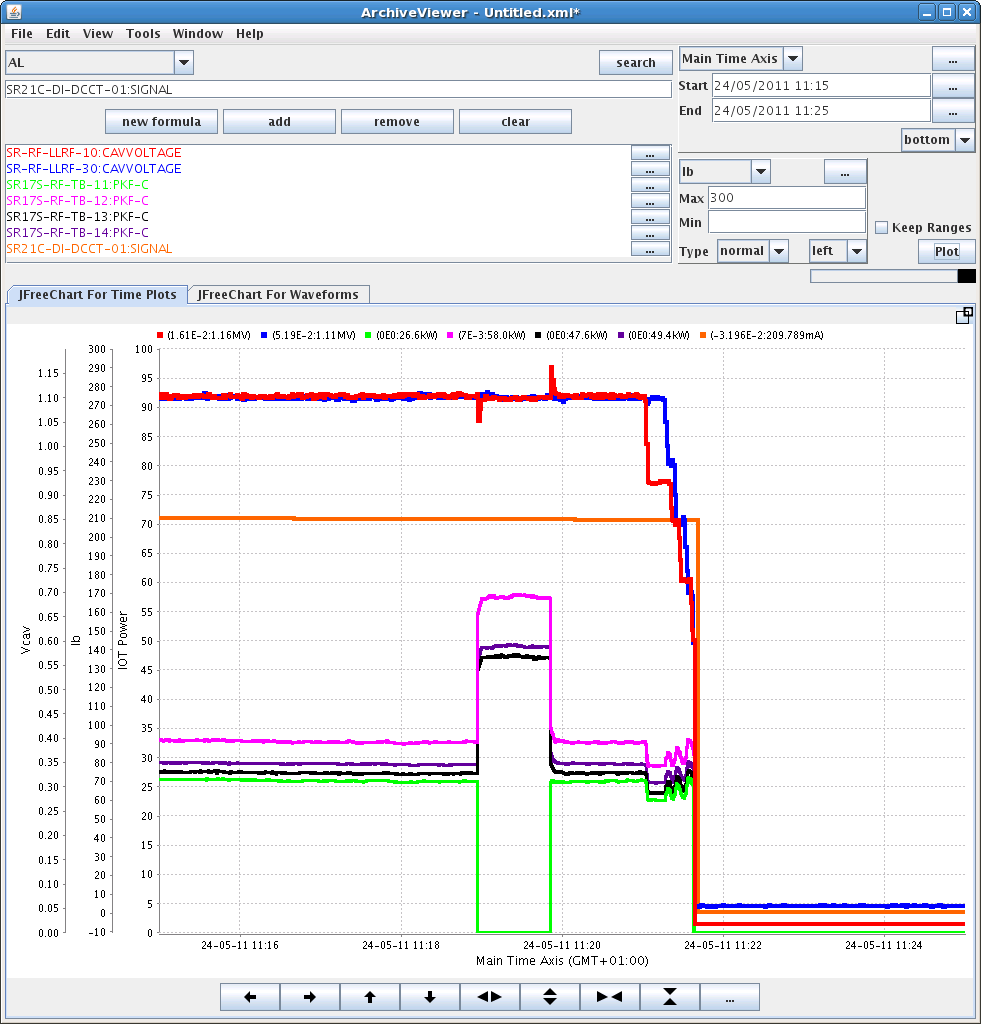 ArchiveViewer - Untitled.xml*
File Edit View Tools Window Help
AL
search
SR21C-DI-DCCT-01:SIGNAL
new formula add remove clear
SR-RF-LLRF-10:CAVVOLTAGE ...
SR-RF-LLRF-30:CAVVOLTAGE ...
SR17S-RF-TB-11:PKF-C ...
SR17S-RF-TB-12:PKF-C ...
SR17S-RF-TB-13:PKF-C ...
SR17S-RF-TB-14:PKF-C ...
SR21C-DI-DCCT-01:SIGNAL ...
Main Time Axis ...
Start 24/05/2011 11:15 ...
End 24/05/2011 11:25 ...
bottom
Ib ...
Max 300
Min
Keep Ranges
Type normal left Plot
JFreeChart For Time Plots JFreeChart For Waveforms
(1.61E-2:1.16MV) (5.19E-2:1.11MV) (0E0:26.6kW) (7E-3:58.0kW) (0E0:47.6kW) (0E0:49.4kW) (-3.196E-2:209.789mA)
Vcav
1.15
1.10
1.05
1.00
0.95
0.90
0.85
0.80
0.75
0.70
0.65
0.60
0.55
0.50
0.45
0.40
0.35
0.30
0.25
0.20
0.15
0.10
0.05
0.00
Ib
300
290
280
270
260
250
240
230
220
210
200
190
180
170
160
150
140
130
120
110
100
90
80
70
60
50
40
30
20
10
0
-10
IOT Power
100
95
90
85
80
75
70
65
60
55
50
45
40
35
30
25
20
15
10
5
0
24-05-11 11:16 24-05-11 11:18 24-05-11 11:20 24-05-11 11:22 24-05-11 11:24
Main Time Axis (GMT+01:00)
...